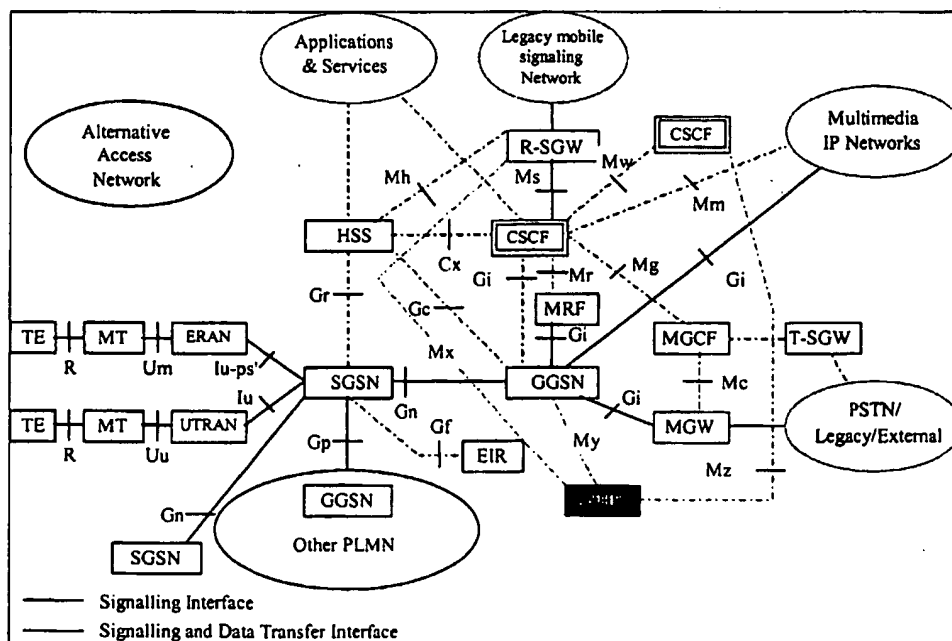 Applications
& Services
Legacy mobile
signaling
Network
Alternative
Access
Network
R-SGW
CSCF
Multimedia
IP Networks
Mh
Ms
Mw
Mm
HSS
CSCF
Cx
Gi
Mr
Mg
Gi
Gr
Gc
MRF
TE
MT
ERAN
Gi
MGCF
T-SGW
R
Um
Iu-ps'
Mx
SGSN
GGSN
Mc
Iu
Gn
Gi
TE
MT
UTRAN
MGW
PSTN/
Legacy/External
R
Uu
Gp
Gf
EIR
My
Mz
GGSN
Gn
Other PLMN
SGSN
Signalling Interface
Signalling and Data Transfer Interface